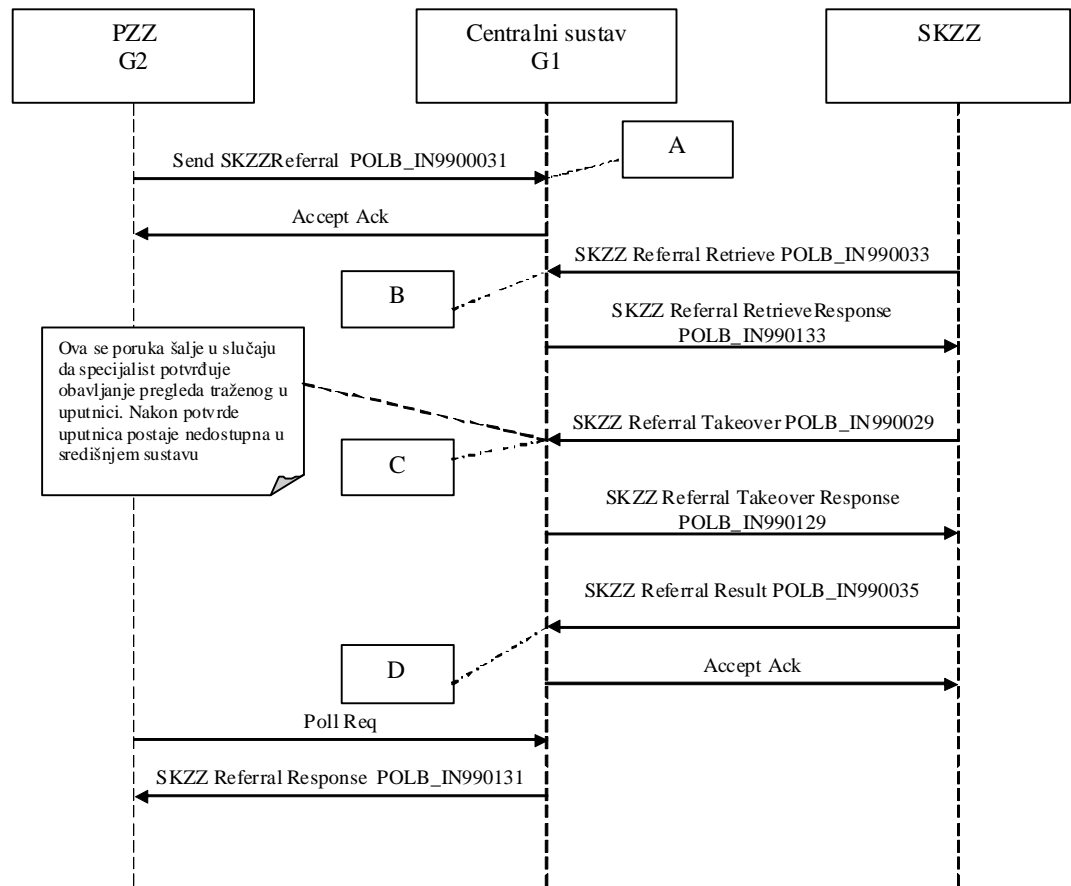 PZZ
G2
Centralni sustav
G1
SKZZ
A
Send SKZZReferral POLB_IN9900031
Accept Ack
SKZZ Referral Retrieve POLB_IN990033
B
SKZZ Referral RetrieveResponse
POLB_IN990133
Ova se poruka šalje u slučaju
da specijalist potvrđuje
obavljanje pregleda traženog u
uputnici. Nakon potvrde
uputnica postaje nedostupna u
središnjem sustavu
SKZZ Referral Takeover POLB_IN990029
C
SKZZ Referral Takeover Response
POLB_IN990129
SKZZ Referral Result POLB_IN990035
D
Accept Ack
Poll Req
SKZZ Referral Response POLB_IN990131